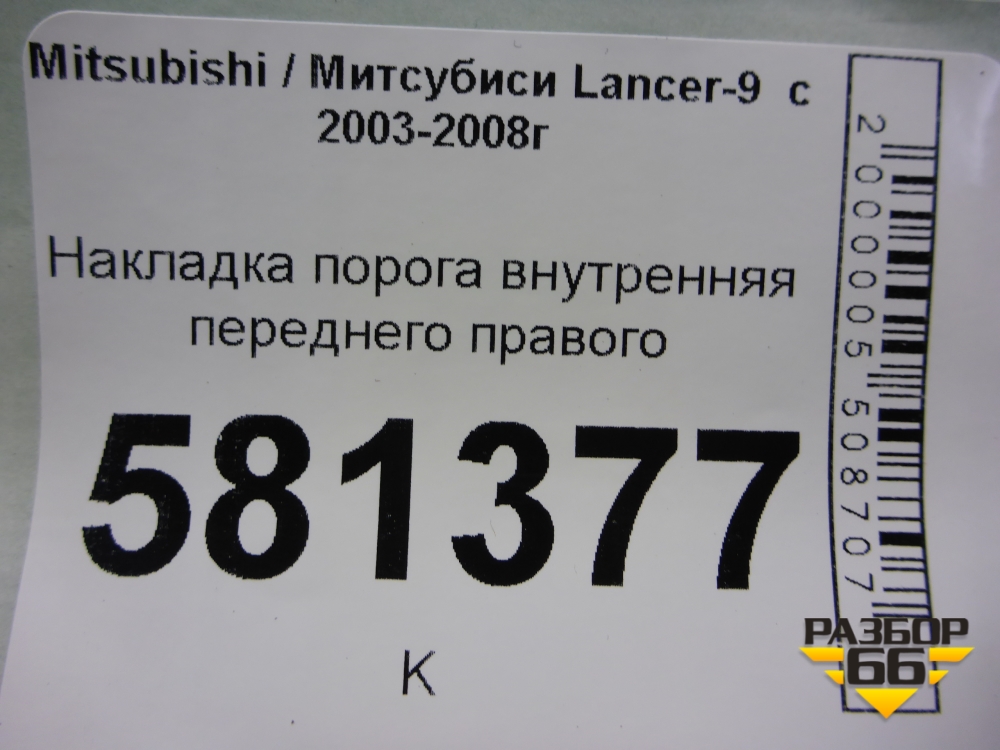 Mitsubishi / Митсубиси Lancer-9 с
2003-2008г
Накладка порога внутренняя
переднего правого
581377
К
2000005508707
РАЗБОР
66